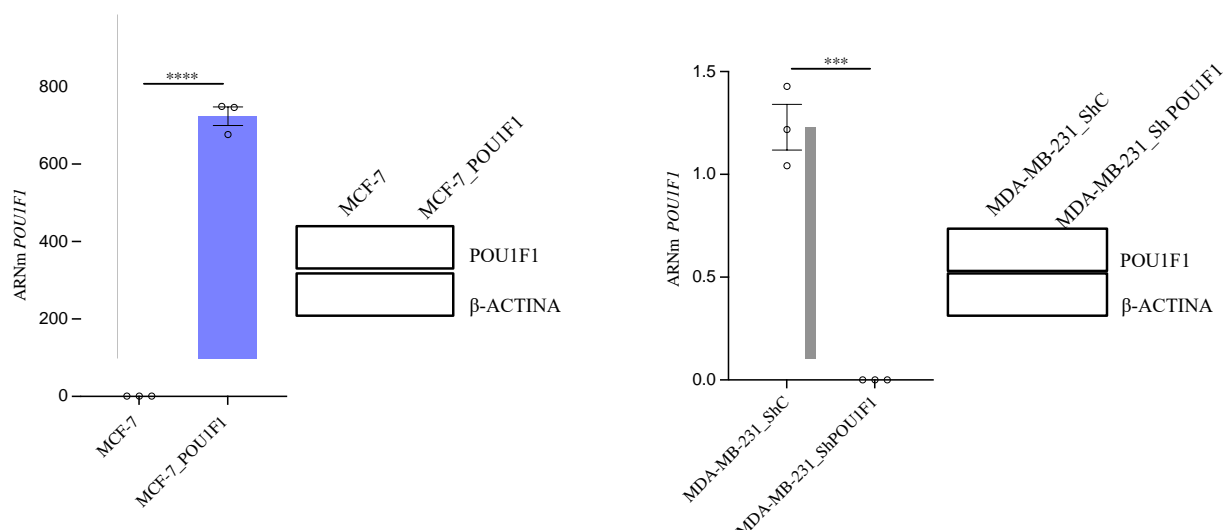 800
600
400
200
0
ARNm POU1F1
****
MCF-7
MCF-7_POU1F1
MCF-7
MCF-7_POU1F1
POU1F1
β-ACTINA
1.5
1.0
0.5
0.0
ARNm POU1F1
***
MDA-MB-231_ShC
MDA-MB-231_ShPOU1F1
MDA-MB-231_ShC
MDA-MB-231_Sh POU1F1
POU1F1
β-ACTINA